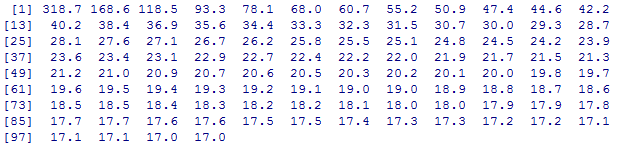 [1] 318.7 168.6 118.5 93.3 78.1 68.0 60.7 55.2 50.9 47.4 44.6 42.2
[13] 40.2 38.4 36.9 35.6 34.4 33.3 32.3 31.5 30.7 30.0 29.3 28.7
[25] 28.1 27.6 27.1 26.7 26.2 25.8 25.5 25.1 24.8 24.5 24.2 23.9
[37] 23.6 23.4 23.1 22.9 22.7 22.4 22.2 22.0 21.9 21.7 21.5 21.3
[49] 21.2 21.0 20.9 20.7 20.6 20.5 20.3 20.2 20.1 20.0 19.8 19.7
[61] 19.6 19.5 19.4 19.3 19.2 19.1 19.0 19.0 18.9 18.8 18.7 18.6
[73] 18.5 18.5 18.4 18.3 18.2 18.2 18.1 18.0 18.0 17.9 17.9 17.8
[85] 17.7 17.7 17.6 17.6 17.5 17.5 17.4 17.3 17.3 17.2 17.2 17.1
[97] 17.1 17.1 17.0 17.0